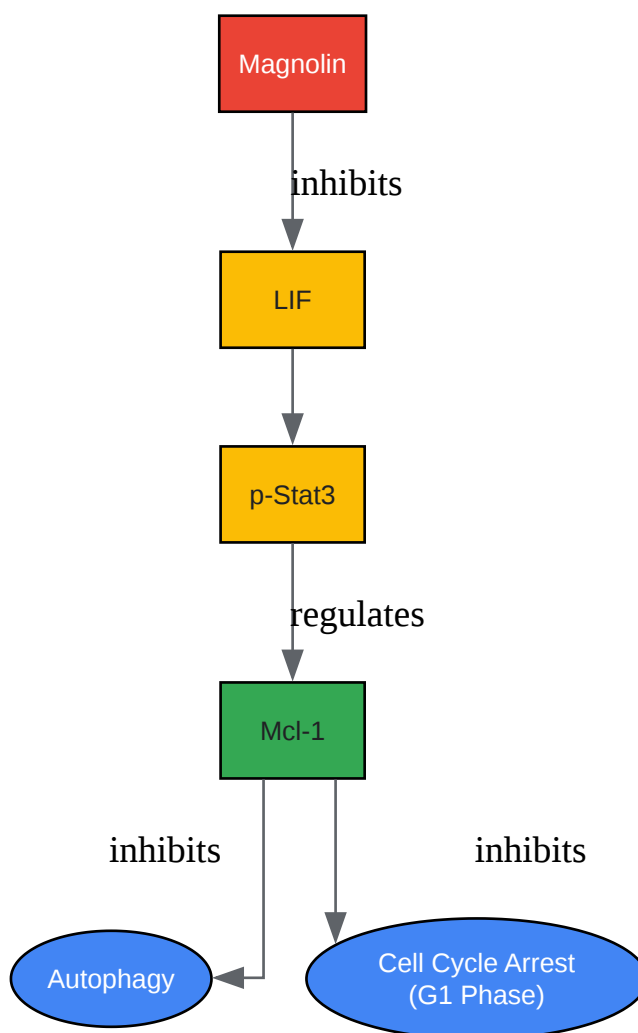 Magnolin
inhibits
LIF
p-Stat3
regulates
Mcl-1
inhibits
inhibits
Autophagy
Cell Cycle Arrest
(G1 Phase)